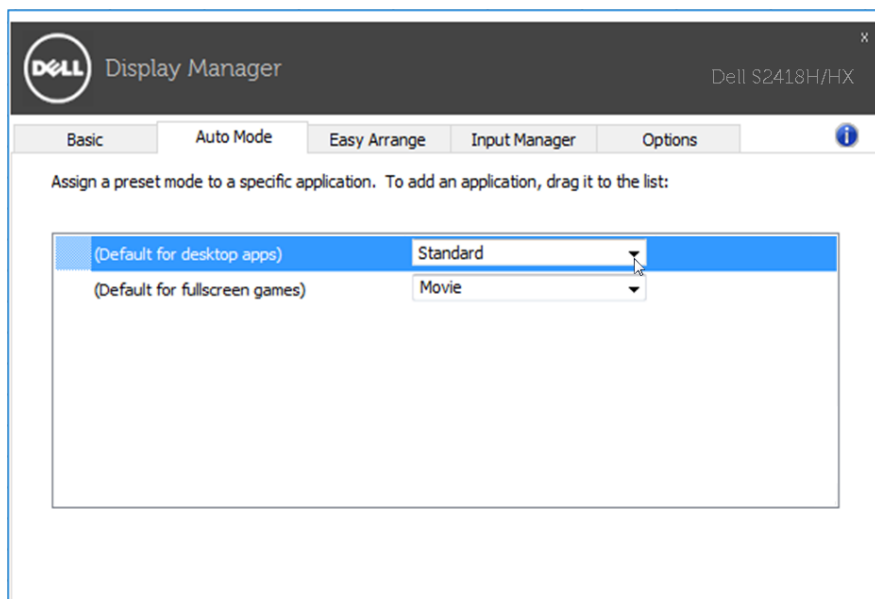 DELL Display Manager
x
Dell S2418H/HX
Basic Auto Mode Easy Arrange Input Manager Options i
Assign a preset mode to a specific application. To add an application, drag it to the list:
(Default for desktop apps) Standard
(Default for fullscreen games) Movie